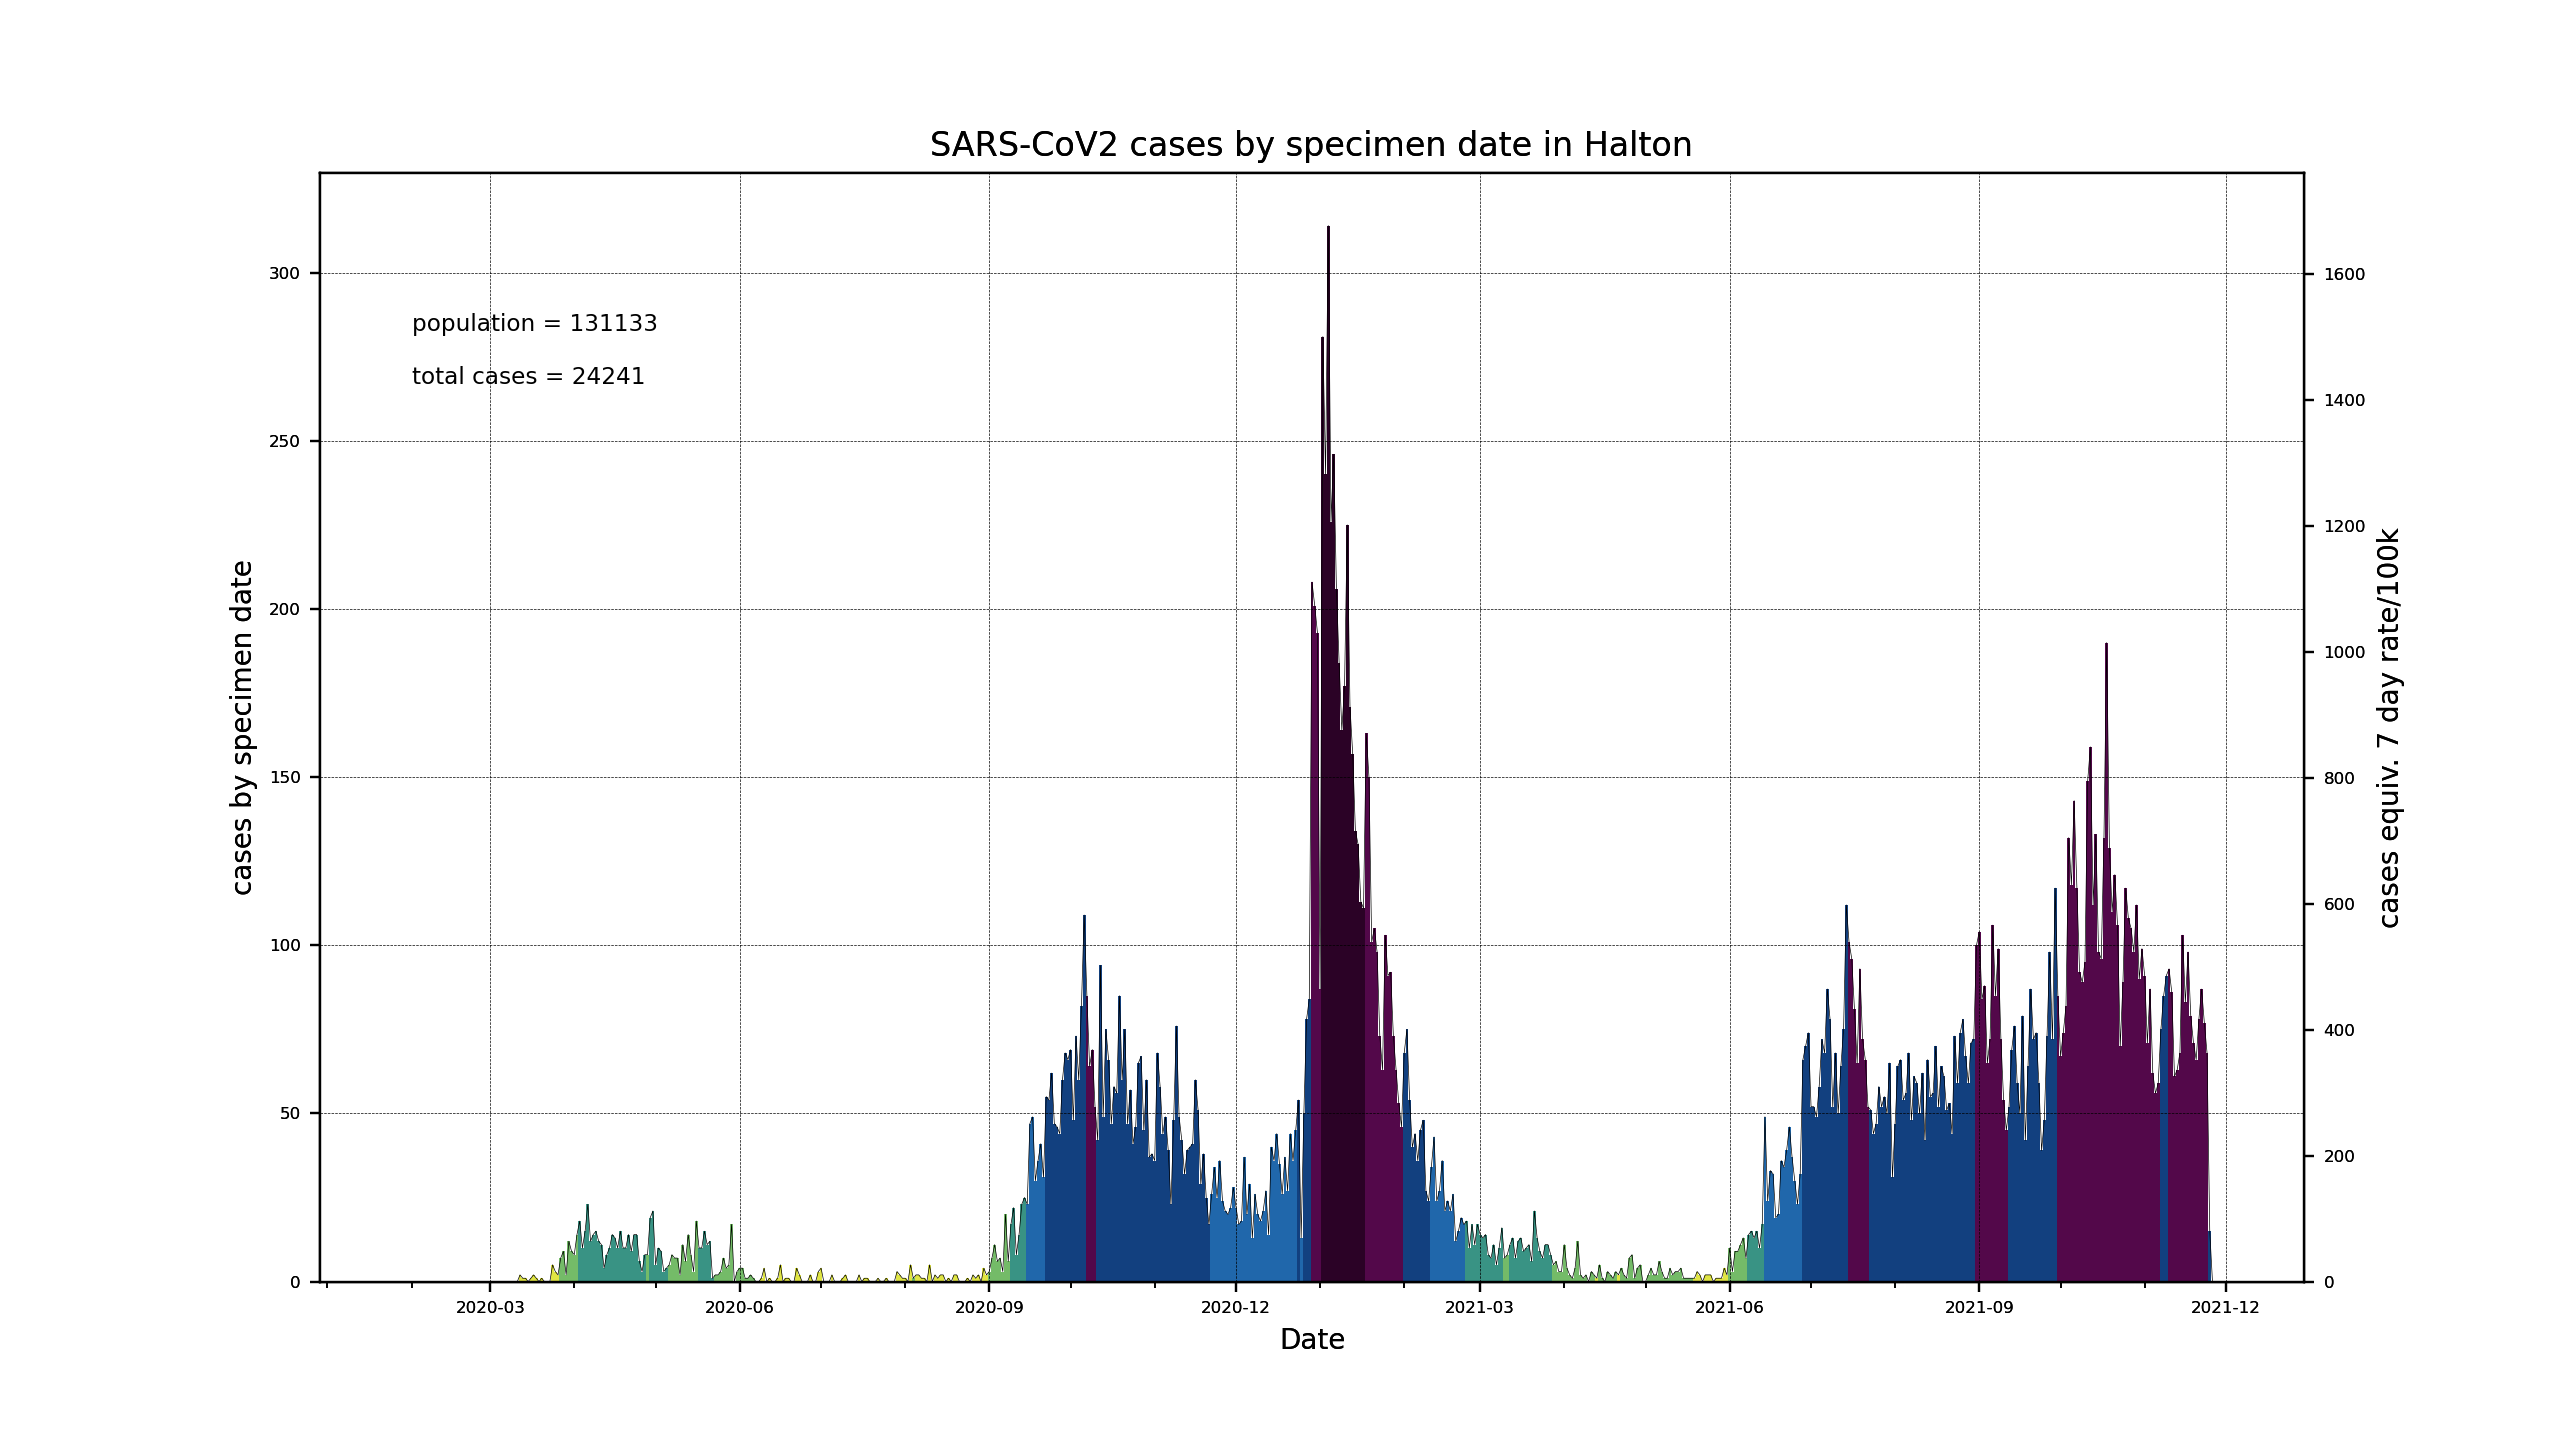 SARS-CoV2 cases by specimen date in Halton
population = 131133
total cases = 24241
cases by specimen date
300
250
200
150
100
50
0
1600
1400
1200
1000
800
600
400
200
0
cases equiv. 7 day rate/100k
2020-03 2020-06 2020-09 2020-12 2021-03 2021-06 2021-09 2021-12
Date